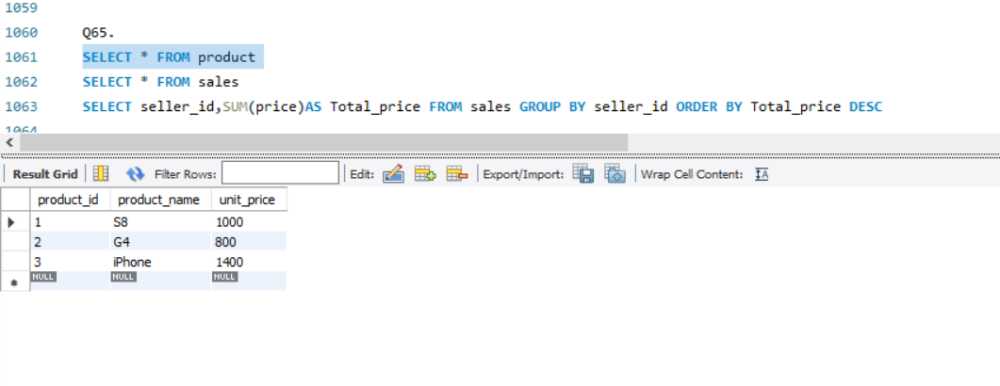 1059
1060 Q65.
1061 SELECT * FROM product
1062 SELECT * FROM sales
1063 SELECT seller_id,SUM(price)AS Total_price FROM sales GROUP BY seller_id ORDER BY Total_price DESC
1064
Result Grid Filter Rows: Edit: Export/Import: Wrap Cell Content: IA
product_id product_name unit_price
1 S8 1000
2 G4 800
3 iPhone 1400
NULL NULL NULL